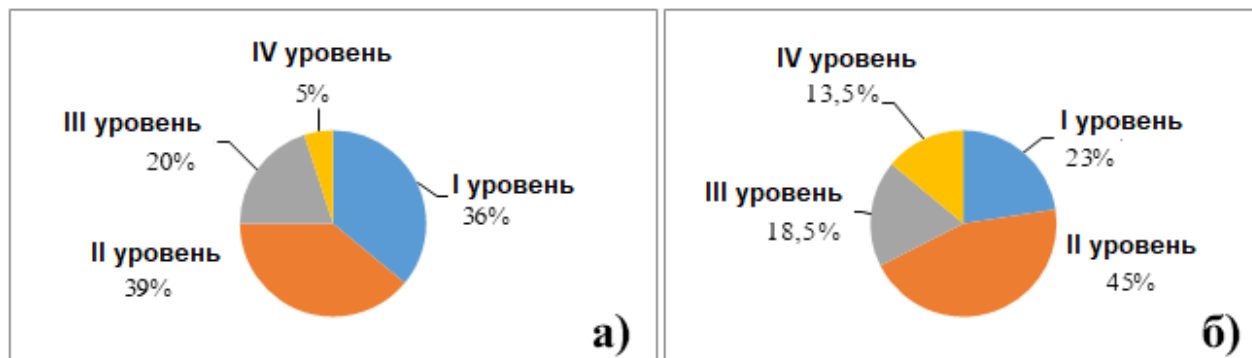 IV уровень
5%
III уровень
20%
I уровень
36%
II уровень
39%
а)
IV уровень
13,5%
I уровень
23%
III уровень
18,5%
II уровень
45%
б)